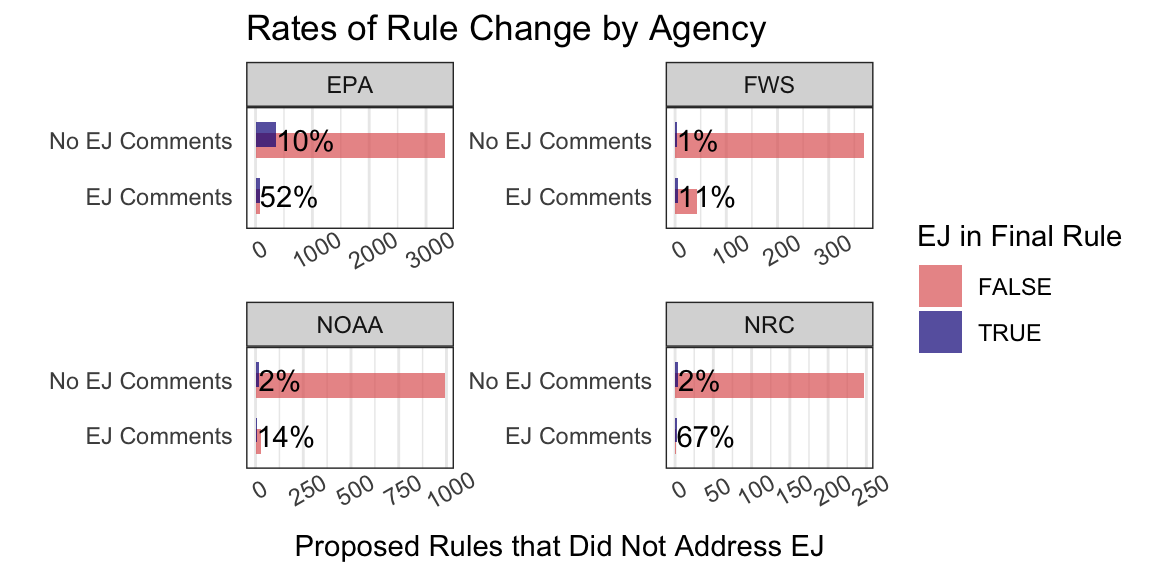 Rates of Rule Change by Agency
EPA
No EJ Comments
10%
EJ Comments
52%
0 1000 2000 3000
FWS
No EJ Comments
1%
EJ Comments
11%
0 100 200 300
NOAA
No EJ Comments
2%
EJ Comments
14%
0 250 500 750 1000
NRC
No EJ Comments
2%
EJ Comments
67%
0 50 100 150 200 250
Proposed Rules that Did Not Address EJ
EJ in Final Rule
FALSE
TRUE